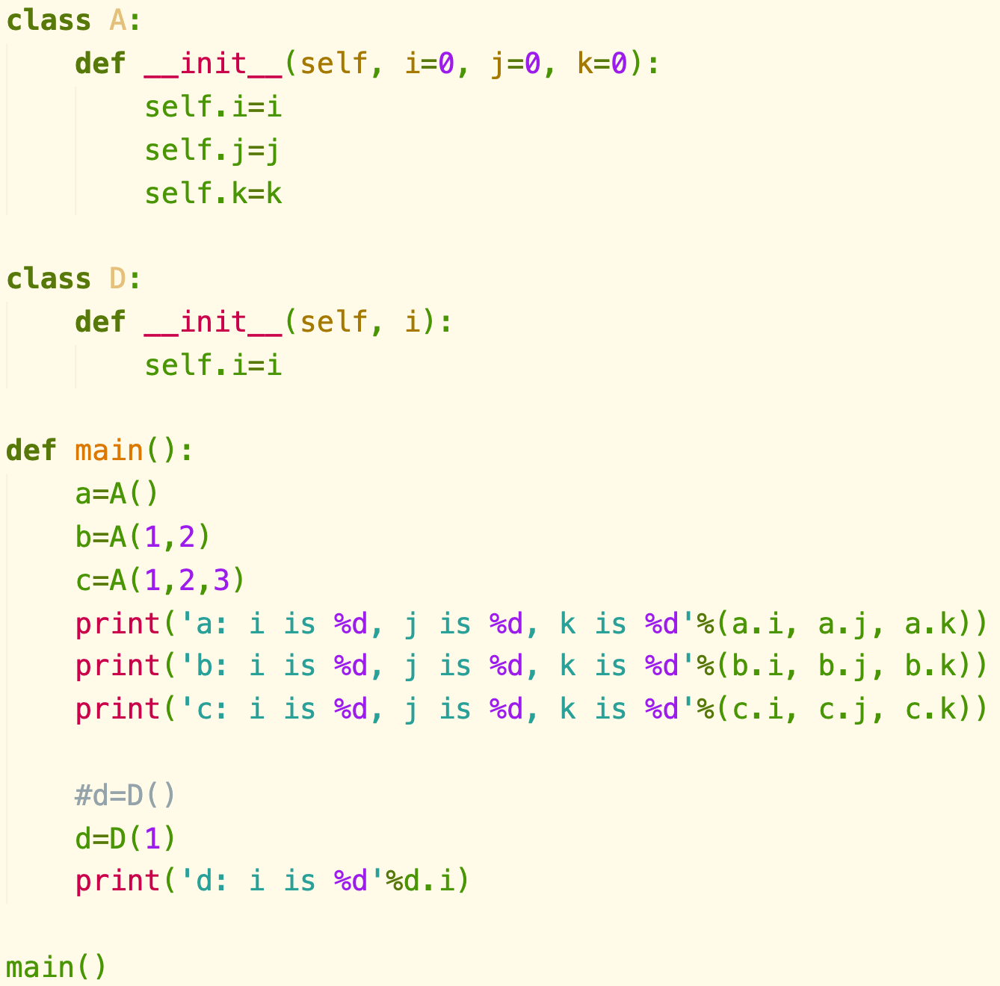 class A:
    def __init__(self, i=0, j=0, k=0):
        self.i=i
        self.j=j
        self.k=k

class D:
    def __init__(self, i):
        self.i=i

def main():
    a=A()
    b=A(1,2)
    c=A(1,2,3)
    print('a: i is %d, j is %d, k is %d'%(a.i, a.j, a.k))
    print('b: i is %d, j is %d, k is %d'%(b.i, b.j, b.k))
    print('c: i is %d, j is %d, k is %d'%(c.i, c.j, c.k))

    #d=D()
    d=D(1)
    print('d: i is %d'%d.i)

main()